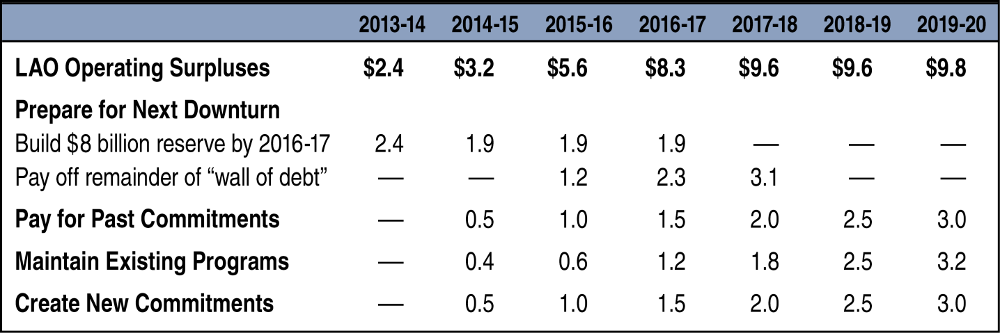 2013-14 2014-15 2015-16 2016-17 2017-18 2018-19 2019-20
LAO Operating Surpluses $2.4 $3.2 $5.6 $8.3 $9.6 $9.6 $9.8
Prepare for Next Downturn
Build $8 billion reserve by 2016-17 2.4 1.9 1.9 1.9 — — —
Pay off remainder of “wall of debt” — — 1.2 2.3 3.1 — —
Pay for Past Commitments — 0.5 1.0 1.5 2.0 2.5 3.0
Maintain Existing Programs — 0.4 0.6 1.2 1.8 2.5 3.2
Create New Commitments — 0.5 1.0 1.5 2.0 2.5 3.0